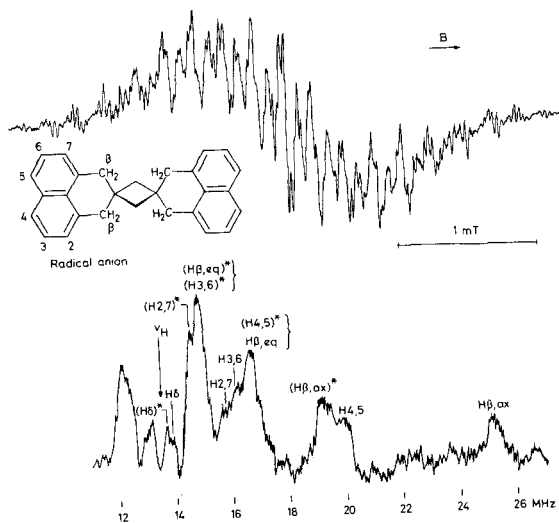 B
6 7 β
CH₂ H₂C
5
4
CH₂ H₂C
3 2 β
Radical anion
1 mT
(Hβ,eq)*
(H3,6)*
(H2,7)*
(H4,5)*
Hβ,eq
νH
H3,6
H2,7
(Hδ)*
Hδ
(Hβ,ax)*
H4,5
Hβ,ax
12 14 16 18 20 22 24 26 MHz